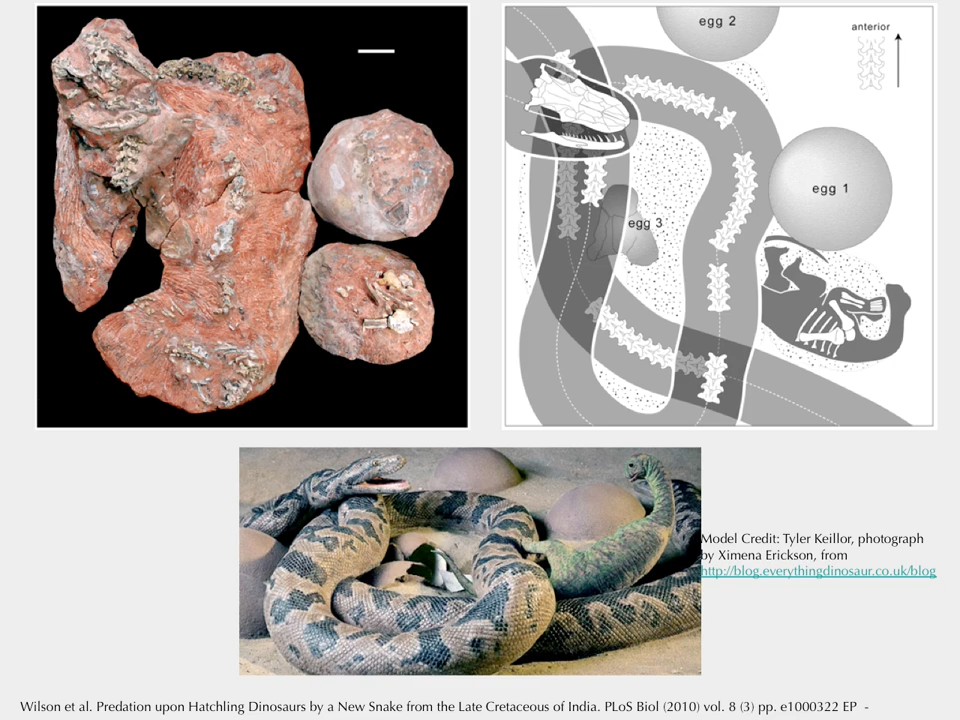 egg 2
anterior
egg 1
egg 3
Model Credit: Tyler Keillor, photograph
by Ximena Erickson, from
http://blog.everythingdinosaur.co.uk/blog
Wilson et al. Predation upon Hatchling Dinosaurs by a New Snake from the Late Cretaceous of India. PLoS Biol (2010) vol. 8 (3) pp. e1000322 EP -